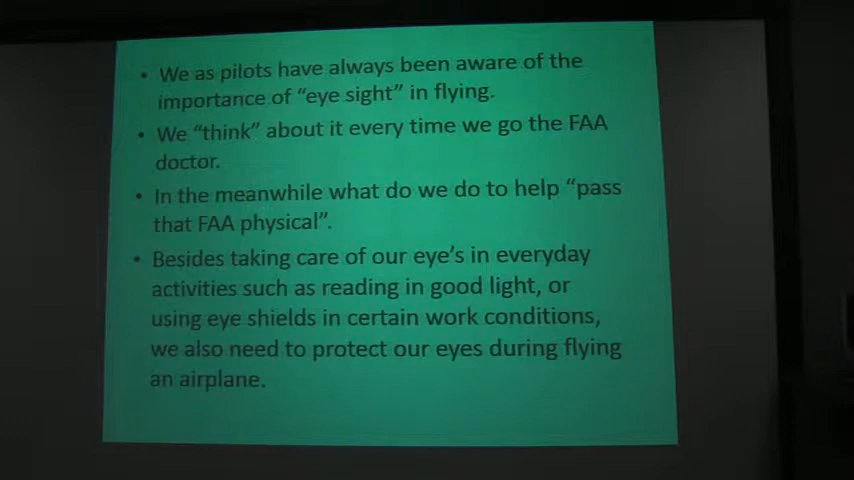 • We as pilots have always been aware of the
importance of “eye sight” in flying.
• We “think” about it every time we go the FAA
doctor.
• In the meanwhile what do we do to help “pass
that FAA physical”.
• Besides taking care of our eye’s in everyday
activities such as reading in good light, or
using eye shields in certain work conditions,
we also need to protect our eyes during flying
an airplane.